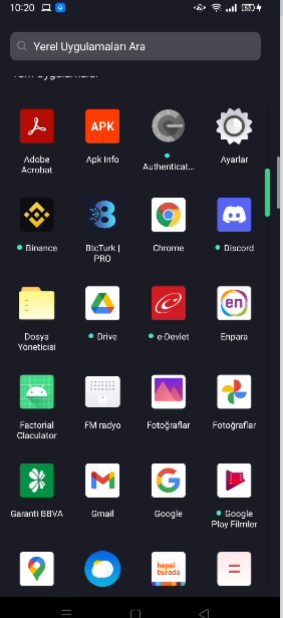 10:20
Yerel Uygulamaları Ara
Tüm Uygulamalar
APK
Adobe Acrobat
Apk Info
Authenticat...
Ayarlar
Binance
BtcTurk | PRO
Chrome
Discord
en
Dosya Yöneticisi
Drive
e-Devlet
Enpara
Factorial Claculator
FM radyo
Fotoğraflar
Fotoğraflar
Garanti BBVA
Gmail
Google
Google Play Filmler
hepsi
burada